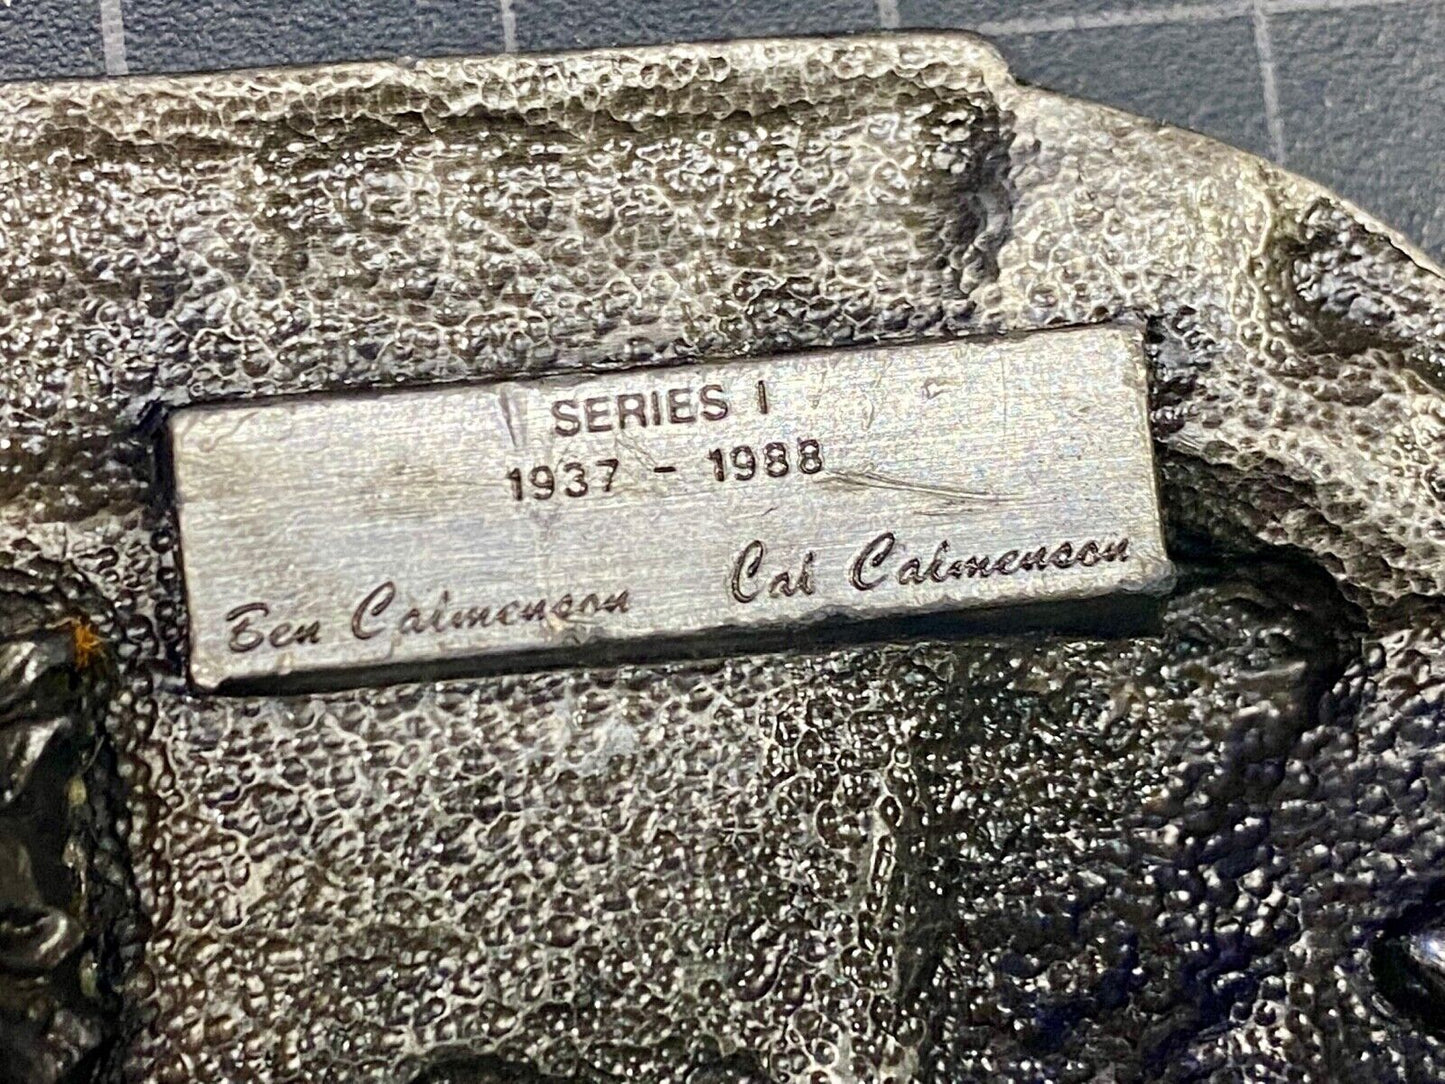 SERIES I
1937 - 1988
Ben Calmenson Cal Calmenson